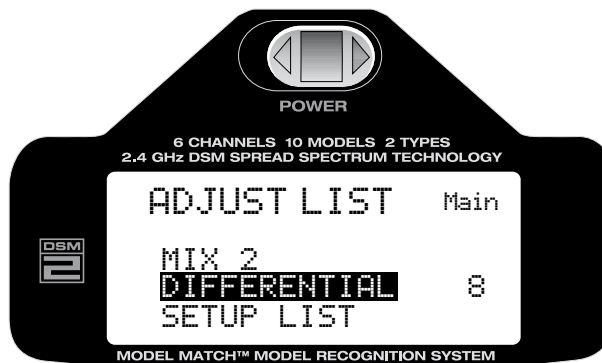 POWER
6 CHANNELS 10 MODELS 2 TYPES
2.4 GHz DSM SPREAD SPECTRUM TECHNOLOGY
ADJUST LIST Main
DSM
2
MIX 2
DIFFERENTIAL 8
SETUP LIST
MODEL MATCH™ MODEL RECOGNITION SYSTEM